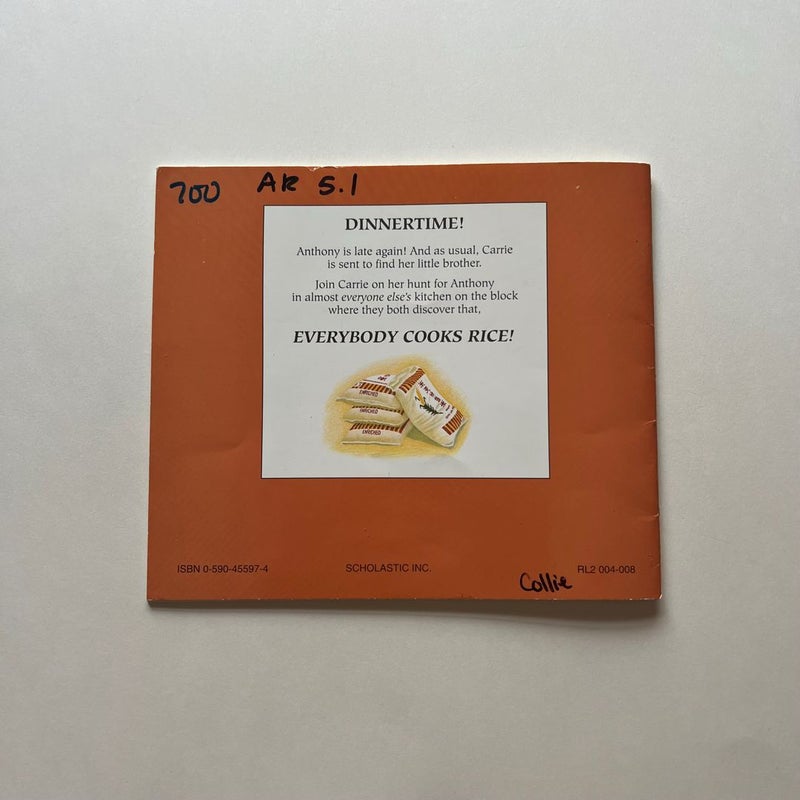 700 AR 5.1
DINNERTIME!
Anthony is late again! And as usual, Carrie
is sent to find her little brother.
Join Carrie on her hunt for Anthony
in almost everyone else's kitchen on the block
where they both discover that,
EVERYBODY COOKS RICE!
ENRICHED
ENRICHED
ENRICHED
ISBN 0-590-45597-4 SCHOLASTIC INC. RL2 004-008
Collie